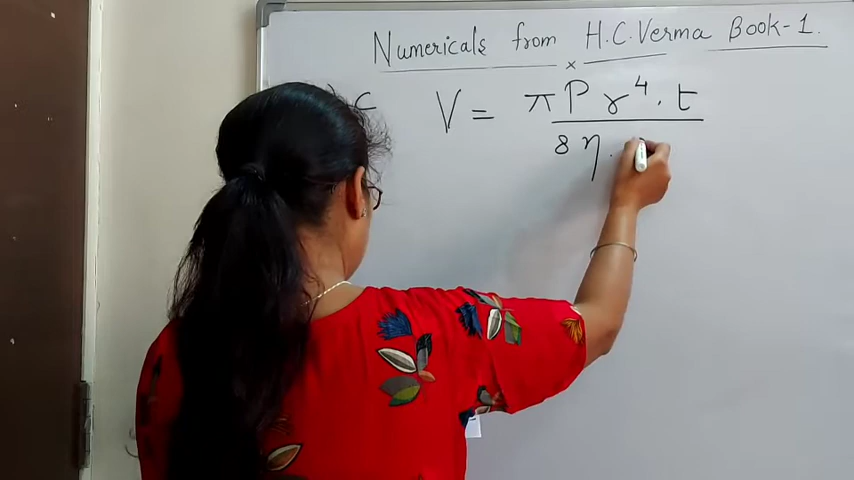 Numericals from H.C.Verma Book-1.
c V = π P r⁴ . t
8 η .